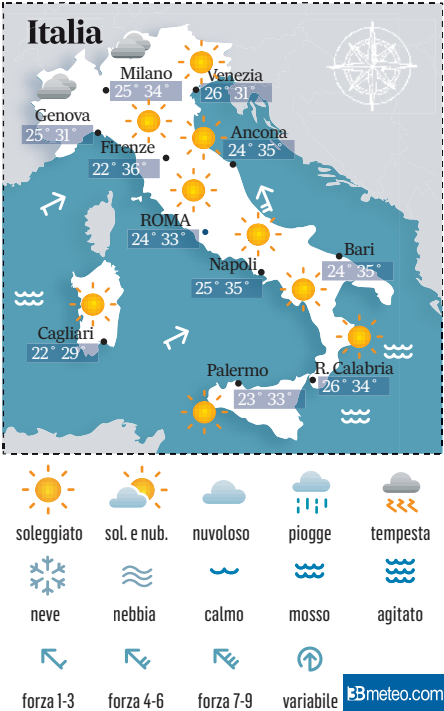 Italia
Milano
25° 34°
Venezia
26° 31°
Genova
25° 31°
Firenze
22° 36°
Ancona
24° 35°
ROMA
24° 33°
Napoli
25° 35°
Bari
24° 35°
Cagliari
22° 29°
Palermo
23° 33°
R. Calabria
26° 34°
soleggiato sol. e nub. nuvoloso piogge tempesta
neve nebbia calmo mosso agitato
forza 1-3 forza 4-6 forza 7-9 variabile
3Bmeteo.com